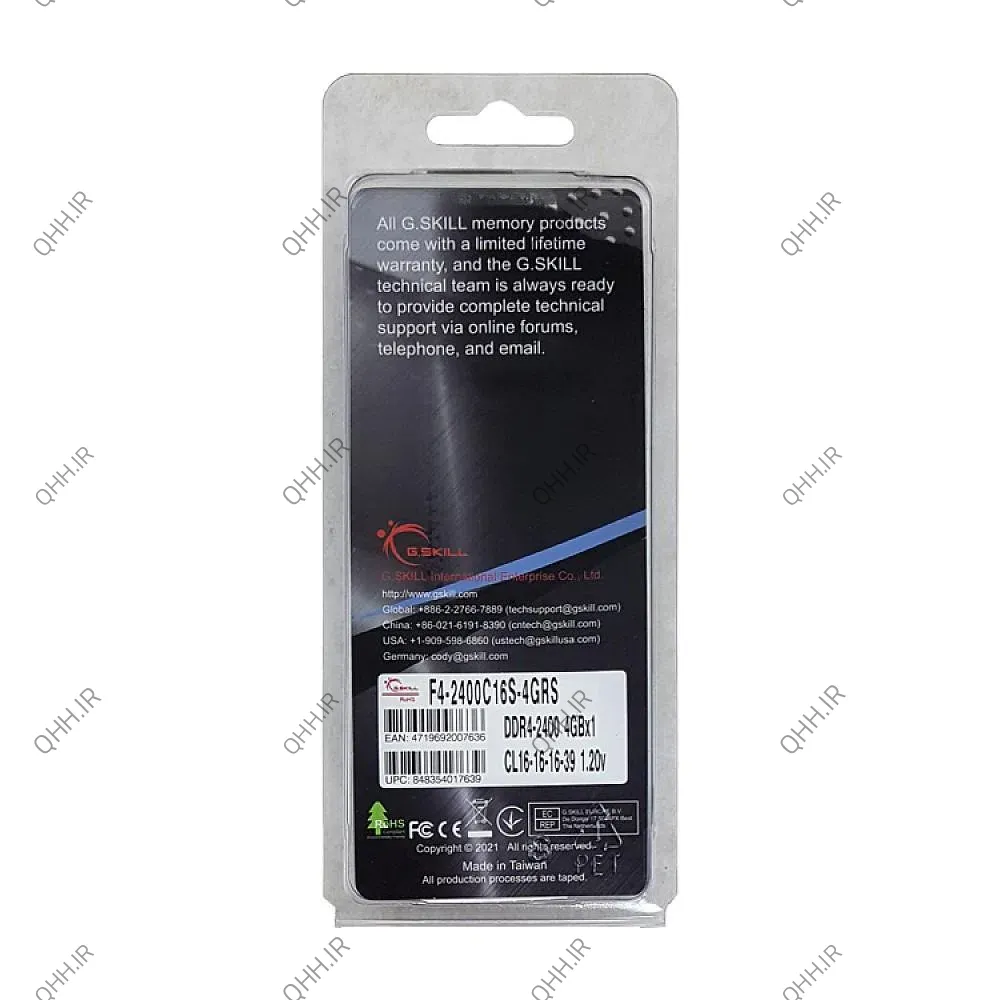 All G.SKILL memory products
come with a limited lifetime
warranty, and the G.SKILL
technical team is always ready
to provide complete technical
support via online forums,
telephone, and email.
G.SKILL
G.SKILL International Enterprise Co., Ltd.
http://www.gskill.com
Global: +886-2-2766-7889 (techsupport@gskill.com)
China: +86-021-6191-8390 (cntech@gskill.com)
USA: +1-909-598-6860 (ustech@gskillusa.com)
Germany: cody@gskill.com
G.SKILL
RoHS
F4-2400C16S-4GRS
EAN: 4719692007636
DDR4-2400 4GBx1
UPC: 848354017639
CL16-16-16-39 1.20v
RoHS
Compliant
FC CE
EC REP
G.SKILL EUROPE B.V.
The Netherlands
Copyright © 2021 All rights reserved.
PET
Made in Taiwan
All production processes are taped.
QHH.IR